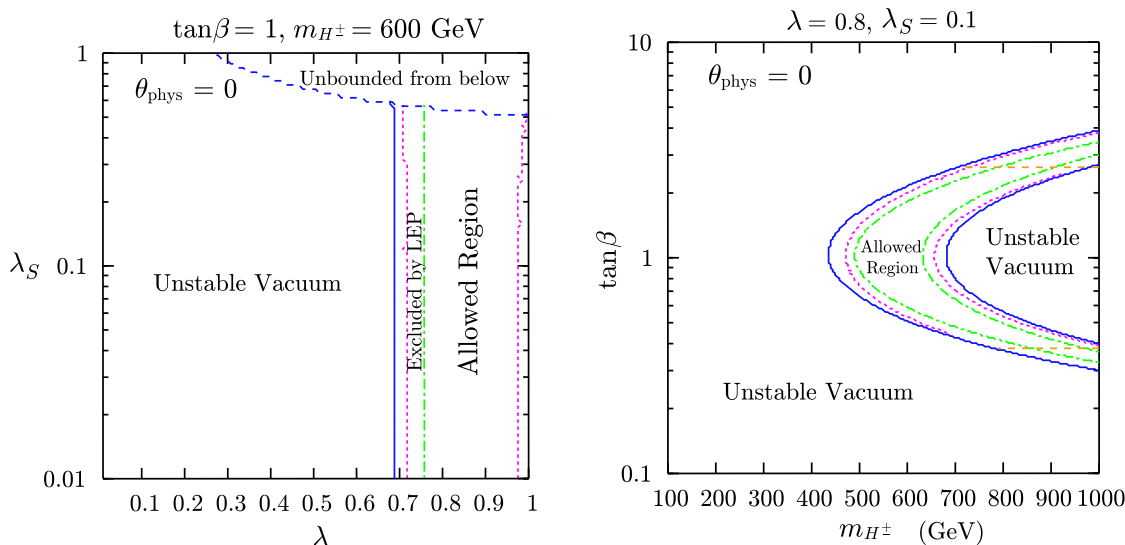 tanβ = 1, m_{H^±} = 600 GeV
1
Unbounded from below
θ_phys = 0
λ_S
0.1
Unstable Vacuum
Excluded by LEP
Allowed Region
0.01
0.1 0.2 0.3 0.4 0.5 0.6 0.7 0.8 0.9 1
λ
λ = 0.8, λ_S = 0.1
10
θ_phys = 0
tanβ
1
Allowed
Region
Unstable
Vacuum
Unstable Vacuum
0.1
100 200 300 400 500 600 700 800 900 1000
m_{H^±} (GeV)